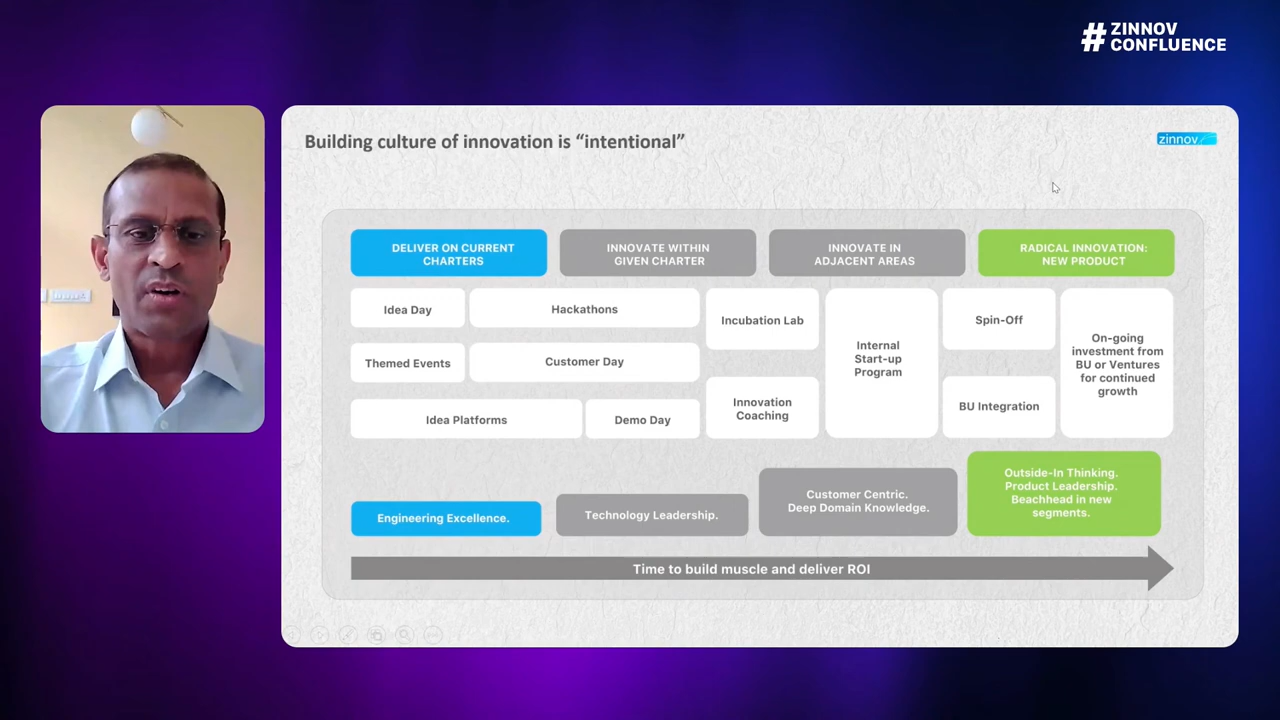 # ZINNOV
CONFLUENCE
Building culture of innovation is “intentional”
zinnov
DELIVER ON CURRENT
CHARTERS
INNOVATE WITHIN
GIVEN CHARTER
INNOVATE IN
ADJACENT AREAS
RADICAL INNOVATION:
NEW PRODUCT
Idea Day
Hackathons
Incubation Lab
Internal
Start-up
Program
Spin-Off
On-going
investment from
BU or Ventures
for continued
growth
Themed Events
Customer Day
Innovation
Coaching
BU Integration
Idea Platforms
Demo Day
Engineering Excellence.
Technology Leadership.
Customer Centric.
Deep Domain Knowledge.
Outside-In Thinking.
Product Leadership.
Beachhead in new
segments.
Time to build muscle and deliver ROI